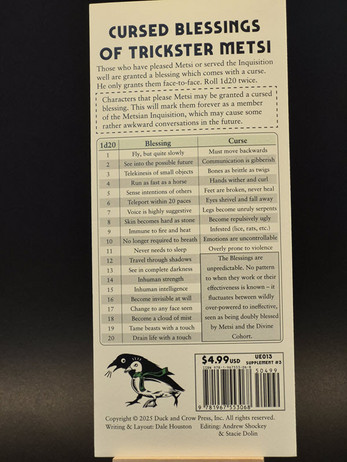 CURSED BLESSINGS
OF TRICKSTER METSI
Those who have pleased Metsi or served the Inquisition
well are granted a blessing which comes with a curse.
He only grants them face-to-face. Roll 1d20 twice.
Characters that please Metsi may be granted a cursed
blessing. This will mark them forever as a member
of the Metsian Inquisition, which may cause some
rather awkward conversations in the future.
1d20 Blessing Curse
1 Fly, but quite slowly Must move backwards
2 See into the possible future Communication is gibberish
3 Telekinesis of small objects Bones as brittle as twigs
4 Run as fast as a horse Hands wither and curl
5 Sense intentions of others Feet are broken, never heal
6 Teleport within 20 paces Eyes shrivel and fall away
7 Voice is highly suggestive Legs become unruly serpents
8 Skin becomes hard as stone Become repulsively ugly
9 Immune to fire and heat Infested (lice, rats, etc.)
10 No longer required to breath Emotions are uncontrollable
11 Never needs to sleep Overly prone to violence
12 Travel through shadows
13 See in complete darkness
14 Inhuman strength
15 Inhuman intelligence
16 Become invisible at will
17 Change to any face seen
18 Become a cloud of mist
19 Tame beasts with a touch
20 Drain life with a touch
The Blessings are
unpredictable. No pattern
to when they work or their
effectiveness is known – it
fluctuates between wildly
over-powered to ineffective,
seen as being doubly blessed
by Metsi and the Divine
Cohort.
$4.99 USD
UE013
SUPPLEMENT #3
50499
9 781967 553068
Copyright © 2025 Duck and Crow Press, Inc. All rights reserved.
Writing & Layout: Dale Houston Editing: Andrew Shockey
& Stacie Dolin